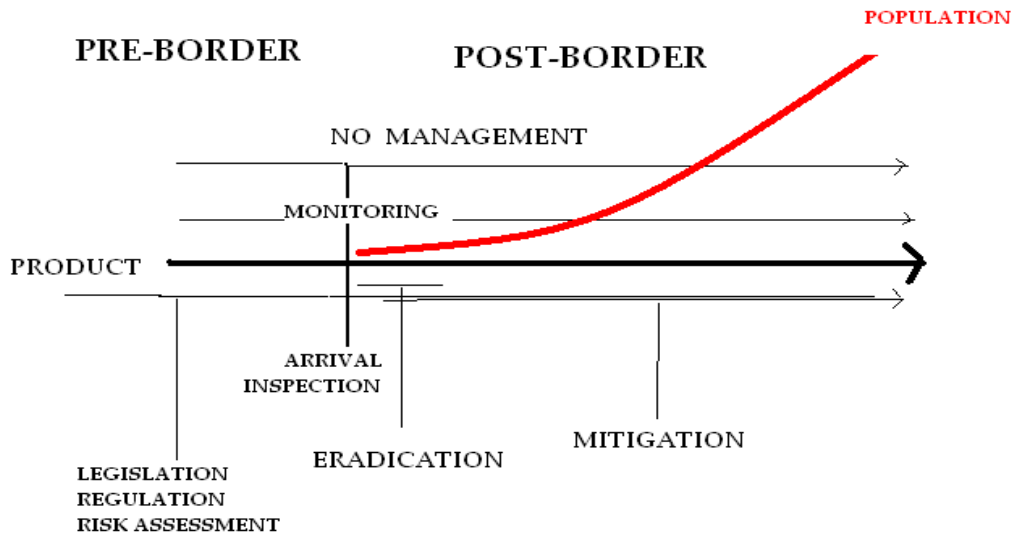 POPULATION
PRE-BORDER
POST-BORDER
NO MANAGEMENT
MONITORING
PRODUCT
ARRIVAL
INSPECTION
ERADICATION
MITIGATION
LEGISLATION
REGULATION
RISK ASSESSMENT